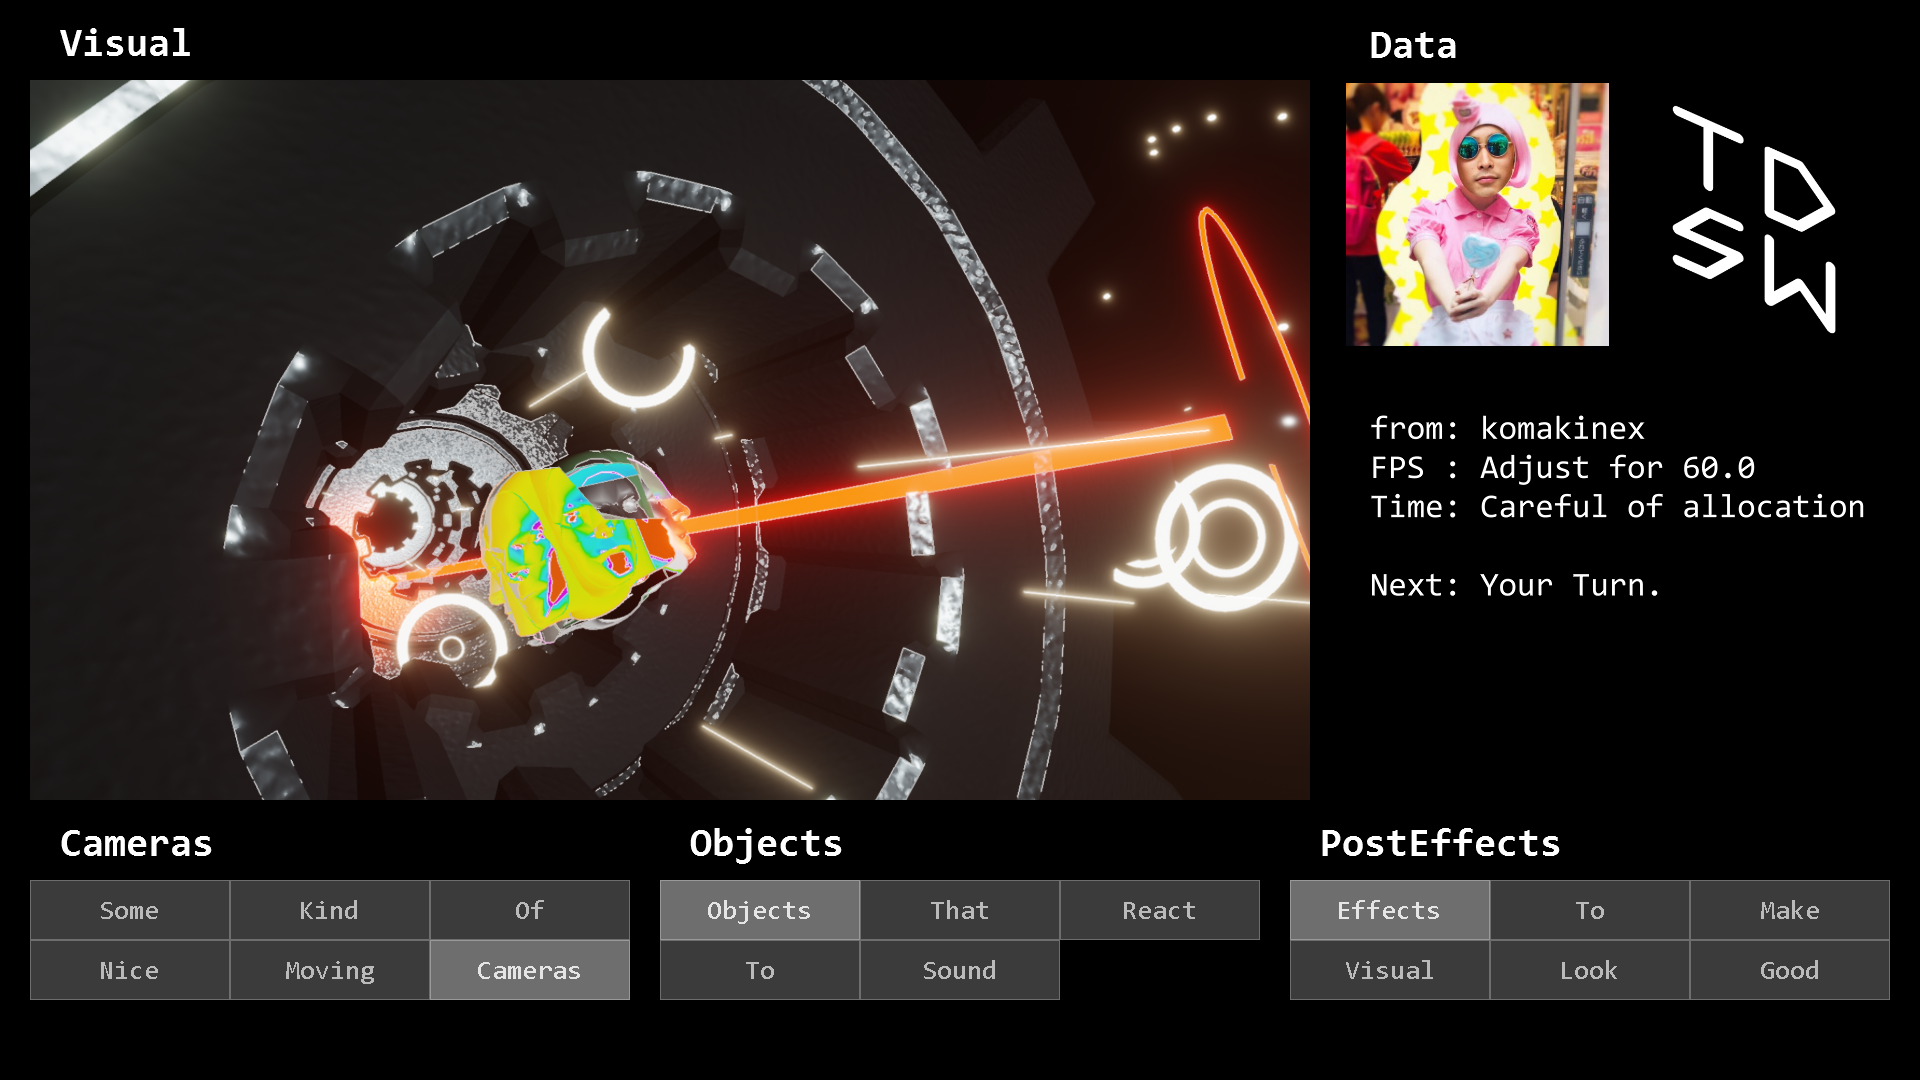 Visual
Data
T D
S W
from: komakinex
FPS : Adjust for 60.0
Time: Careful of allocation
Next: Your Turn.
Cameras
Some Kind Of
Nice Moving Cameras
Objects
Objects That React
To Sound
PostEffects
Effects To Make
Visual Look Good